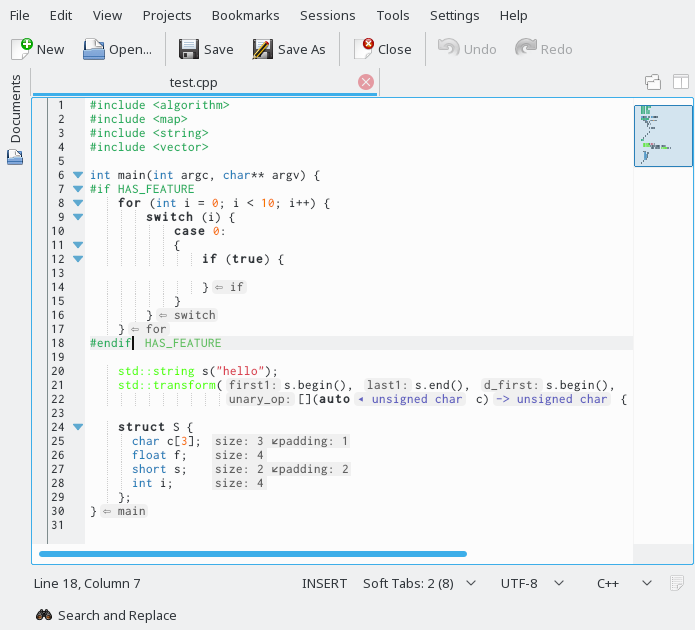 File Edit View Projects Bookmarks Sessions Tools Settings Help
New Open... Save Save As Close Undo Redo
Documents
test.cpp
1 #include <algorithm>
2 #include <map>
3 #include <string>
4 #include <vector>
5
6 int main(int argc, char** argv) {
7 #if HAS_FEATURE
8 for (int i = 0; i < 10; i++) {
9 switch (i) {
10 case 0:
11 {
12 if (true) {
13
14 } ⇦ if
15 }
16 } ⇦ switch
17 } ⇦ for
18 #endif HAS_FEATURE
19
20 std::string s("hello");
21 std::transform( first1: s.begin(), last1: s.end(), d_first: s.begin(),
22 unary_op: [](auto ◂ unsigned char c) -> unsigned char {
23
24 struct S {
25 char c[3]; size: 3 ↙padding: 1
26 float f; size: 4
27 short s; size: 2 ↙padding: 2
28 int i; size: 4
29 };
30 } ⇦ main
31
Line 18, Column 7 INSERT Soft Tabs: 2 (8) UTF-8 C++
Search and Replace